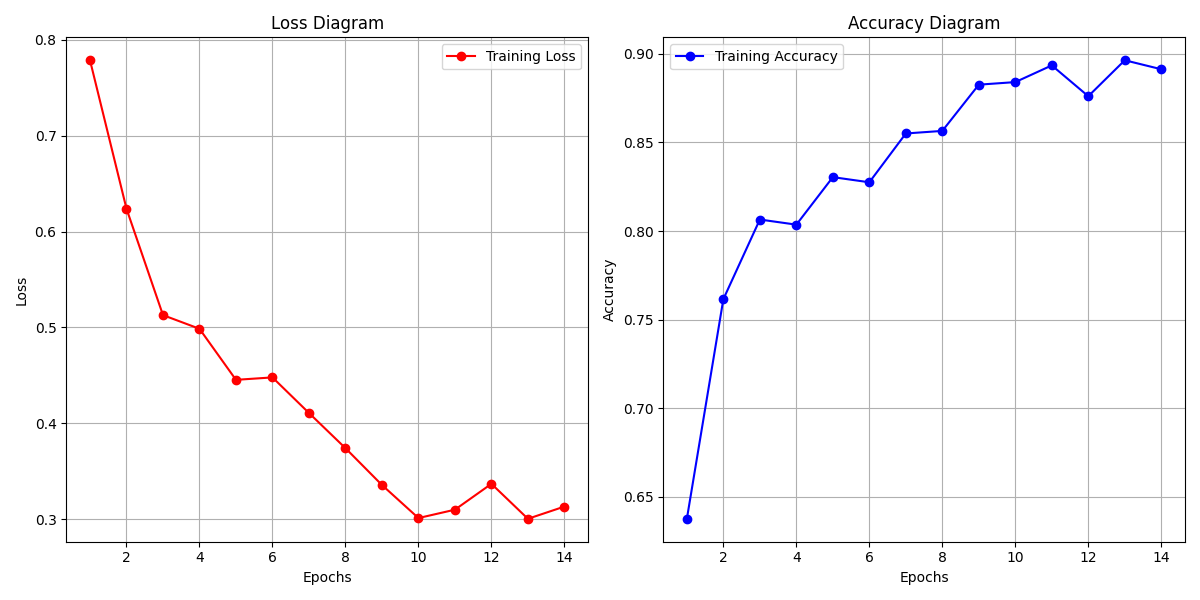 Loss Diagram
Training Loss
0.8
0.7
0.6
0.5
0.4
0.3
Loss
2 4 6 8 10 12 14
Epochs
Accuracy Diagram
Training Accuracy
0.90
0.85
0.80
0.75
0.70
0.65
Accuracy
2 4 6 8 10 12 14
Epochs